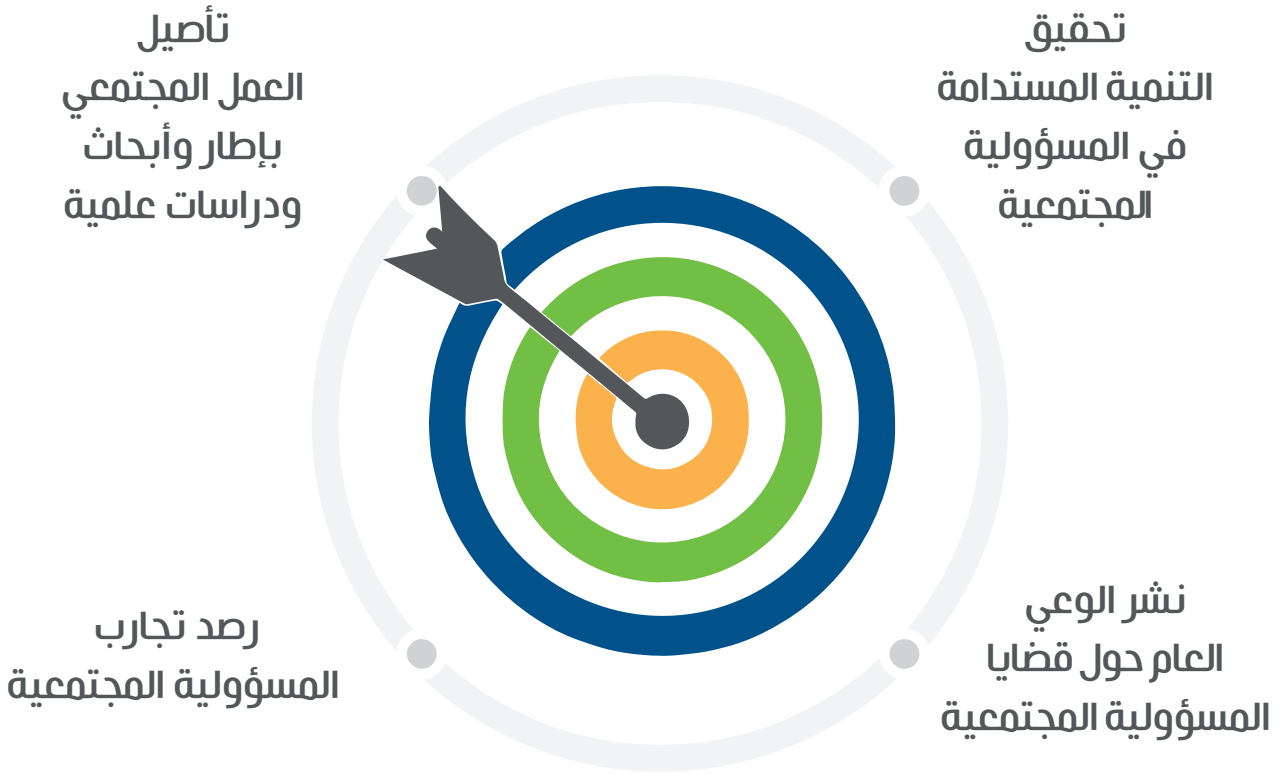 تحقيق
التنمية المستدامة
في المسؤولية
المجتمعية
تأصيل
العمل المجتمعي
بإطار وأبحاث
ودراسات علمية
نشر الوعي
العام حول قضايا
المسؤولية المجتمعية
رصد تجارب
المسؤولية المجتمعية